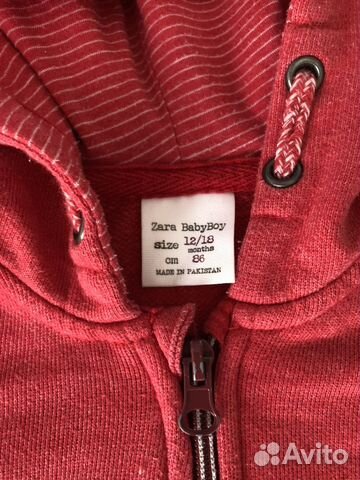 Zara BabyBoy
size 12/18
months
cm 86
MADE IN PAKISTAN
Avito